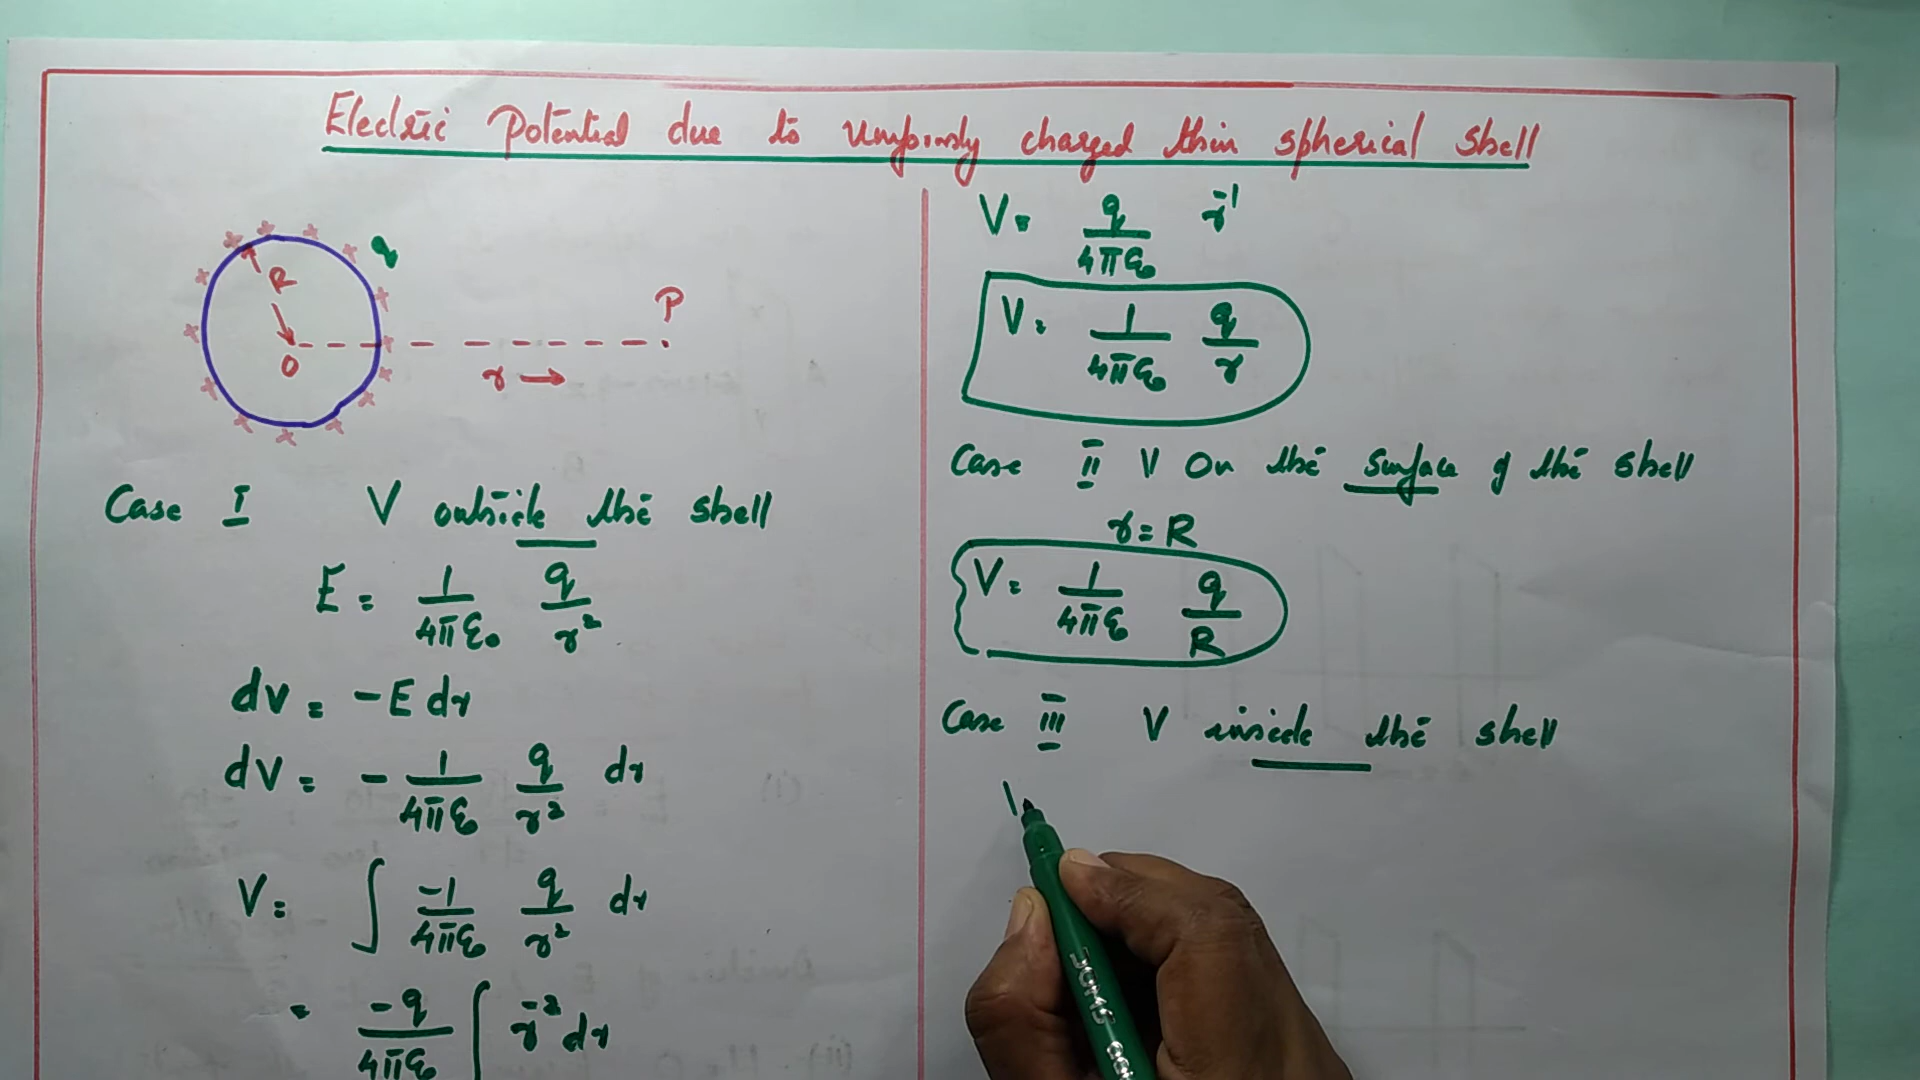 Electric Potential due to Uniformly charged thin spherical shell
q
R
P
O
r →
Case I V outside the shell
E = 1/4πε₀ q/r²
dV = -E dr
dV = - 1/4πε₀ q/r² dr
V = ∫ -1/4πε₀ q/r² dr
= -q/4πε₀ ∫ r⁻² dr
V = q/4πε₀ r⁻¹
V = 1/4πε₀ q/r
Case II V on the surface of the shell
r = R
V = 1/4πε₀ q/R
Case III V inside the shell
DOMS